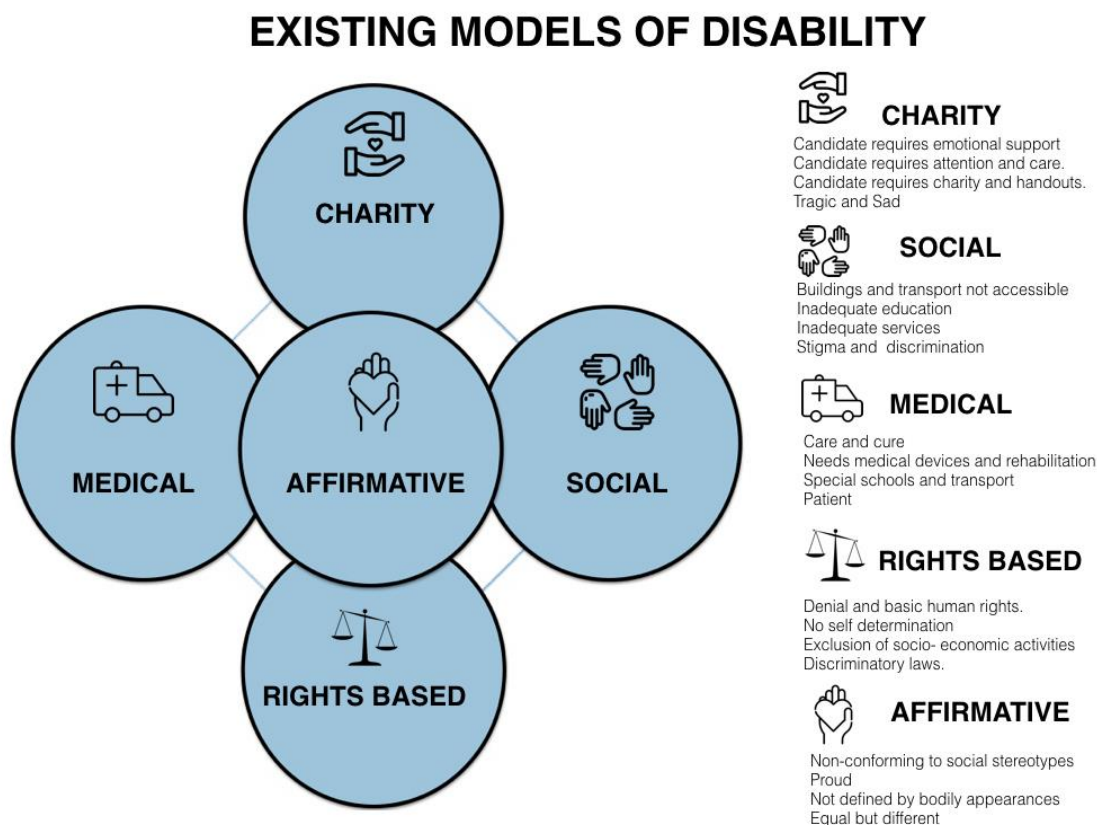 EXISTING MODELS OF DISABILITY
CHARITY
MEDICAL
AFFIRMATIVE
SOCIAL
RIGHTS BASED
CHARITY
Candidate requires emotional support
Candidate requires attention and care.
Candidate requires charity and handouts.
Tragic and Sad
SOCIAL
Buildings and transport not accessible
Inadequate education
Inadequate services
Stigma and discrimination
MEDICAL
Care and cure
Needs medical devices and rehabilitation
Special schools and transport
Patient
RIGHTS BASED
Denial and basic human rights.
No self determination
Exclusion of socio- economic activities
Discriminatory laws.
AFFIRMATIVE
Non-conforming to social stereotypes
Proud
Not defined by bodily appearances
Equal but different